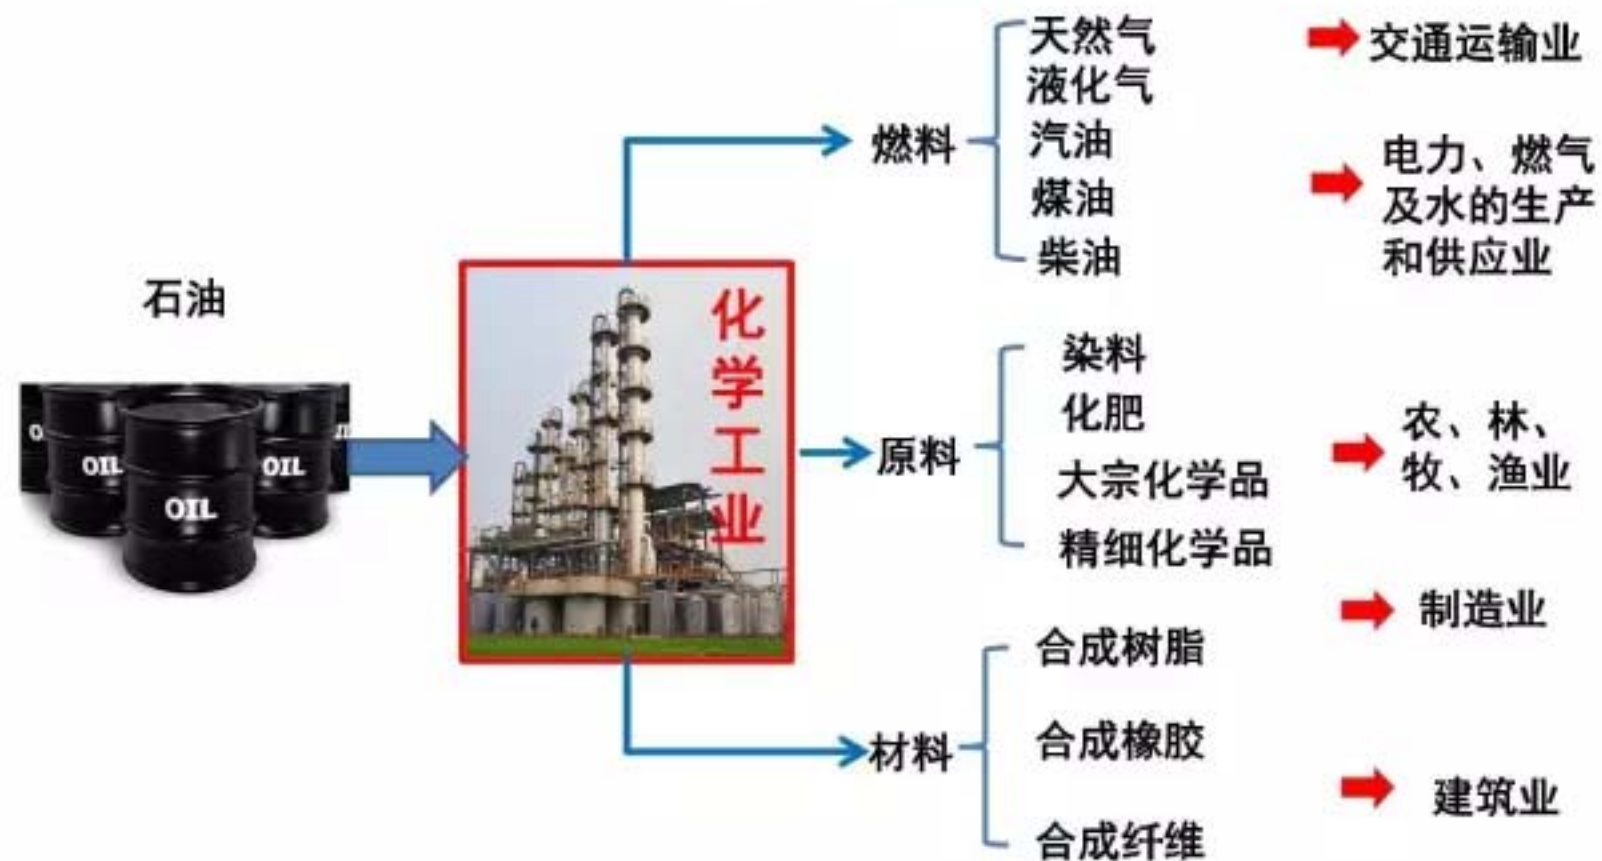 石油
OIL
OIL
OIL
化学工业
燃料
天然气
液化气
汽油
煤油
柴油
原料
染料
化肥
大宗化学品
精细化学品
材料
合成树脂
合成橡胶
合成纤维
交通运输业
电力、燃气
及水的生产
和供应业
农、林、
牧、渔业
制造业
建筑业